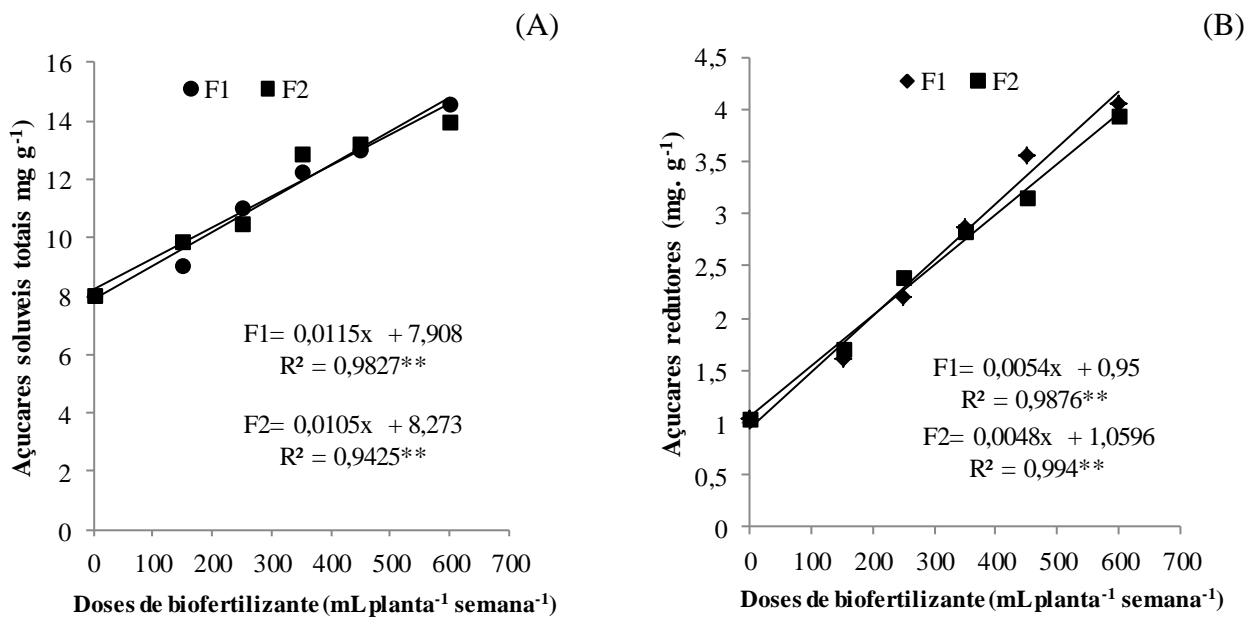 (A)
Açucares soluveis totais mg g⁻¹
16
14
12
10
8
6
4
2
0
F1 F2
F1= 0,0115x + 7,908
R² = 0,9827**
F2= 0,0105x + 8,273
R² = 0,9425**
0 100 200 300 400 500 600 700
Doses de biofertilizante (mL planta⁻¹ semana⁻¹)
(B)
Açucares redutores (mg. g⁻¹)
4,5
4
3,5
3
2,5
2
1,5
1
0,5
0
F1 F2
F1= 0,0054x + 0,95
R² = 0,9876**
F2= 0,0048x + 1,0596
R² = 0,994**
0 100 200 300 400 500 600 700
Doses de biofertilizante (mL planta⁻¹ semana⁻¹)